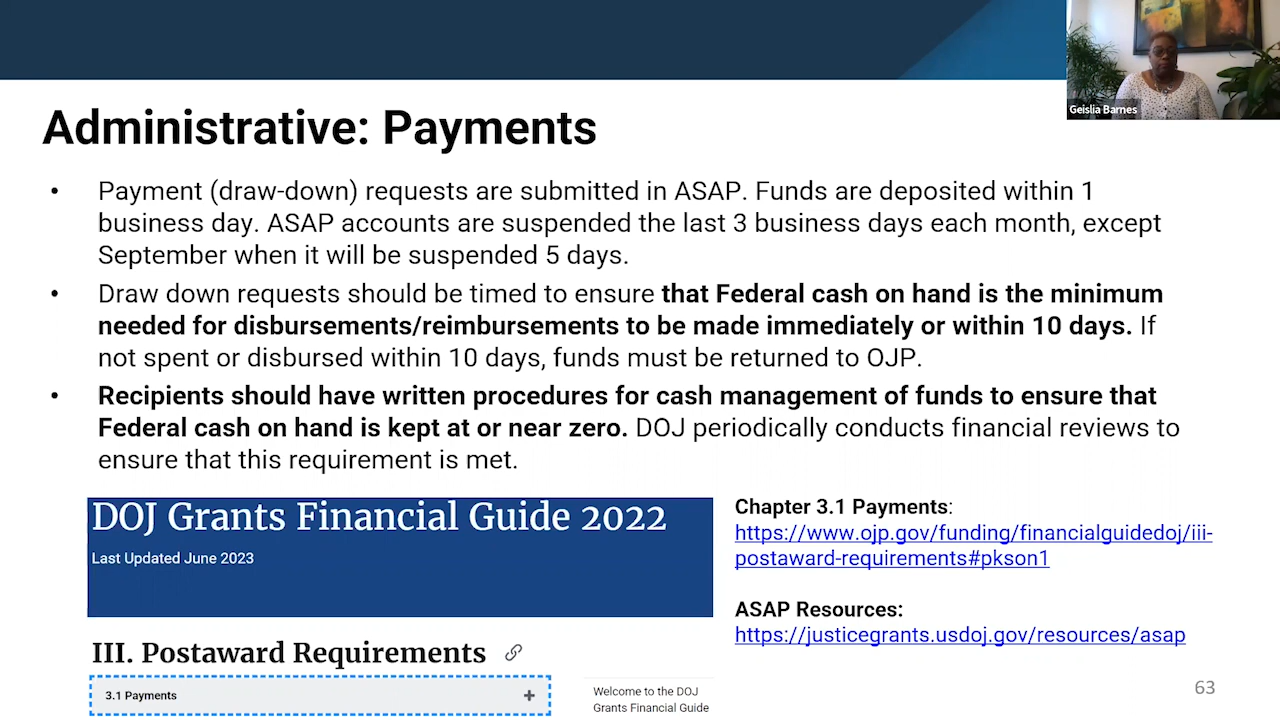 Geislia Barnes
Administrative: Payments
• Payment (draw-down) requests are submitted in ASAP. Funds are deposited within 1
business day. ASAP accounts are suspended the last 3 business days each month, except
September when it will be suspended 5 days.
• Draw down requests should be timed to ensure that Federal cash on hand is the minimum
needed for disbursements/reimbursements to be made immediately or within 10 days. If
not spent or disbursed within 10 days, funds must be returned to OJP.
• Recipients should have written procedures for cash management of funds to ensure that
Federal cash on hand is kept at or near zero. DOJ periodically conducts financial reviews to
ensure that this requirement is met.
DOJ Grants Financial Guide 2022
Last Updated June 2023
III. Postaward Requirements
3.1 Payments +
Welcome to the DOJ
Grants Financial Guide
Chapter 3.1 Payments:
https://www.ojp.gov/funding/financialguidedoj/iii-
postaward-requirements#pkson1
ASAP Resources:
https://justicegrants.usdoj.gov/resources/asap
63